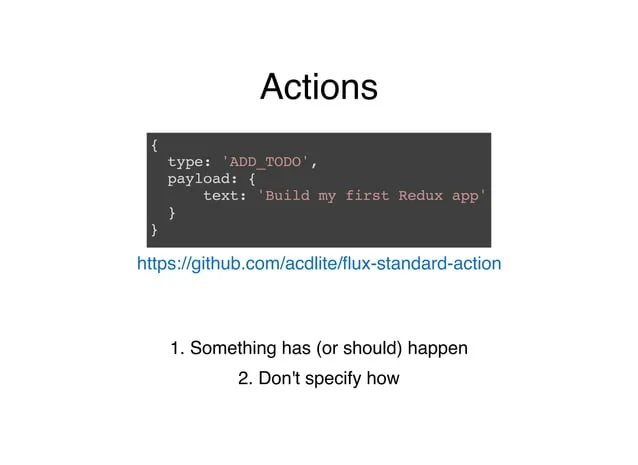 Actions
{
  type: 'ADD_TODO',
  payload: {
      text: 'Build my first Redux app'
  }
}
https://github.com/acdlite/flux-standard-action
1. Something has (or should) happen
2. Don't specify how